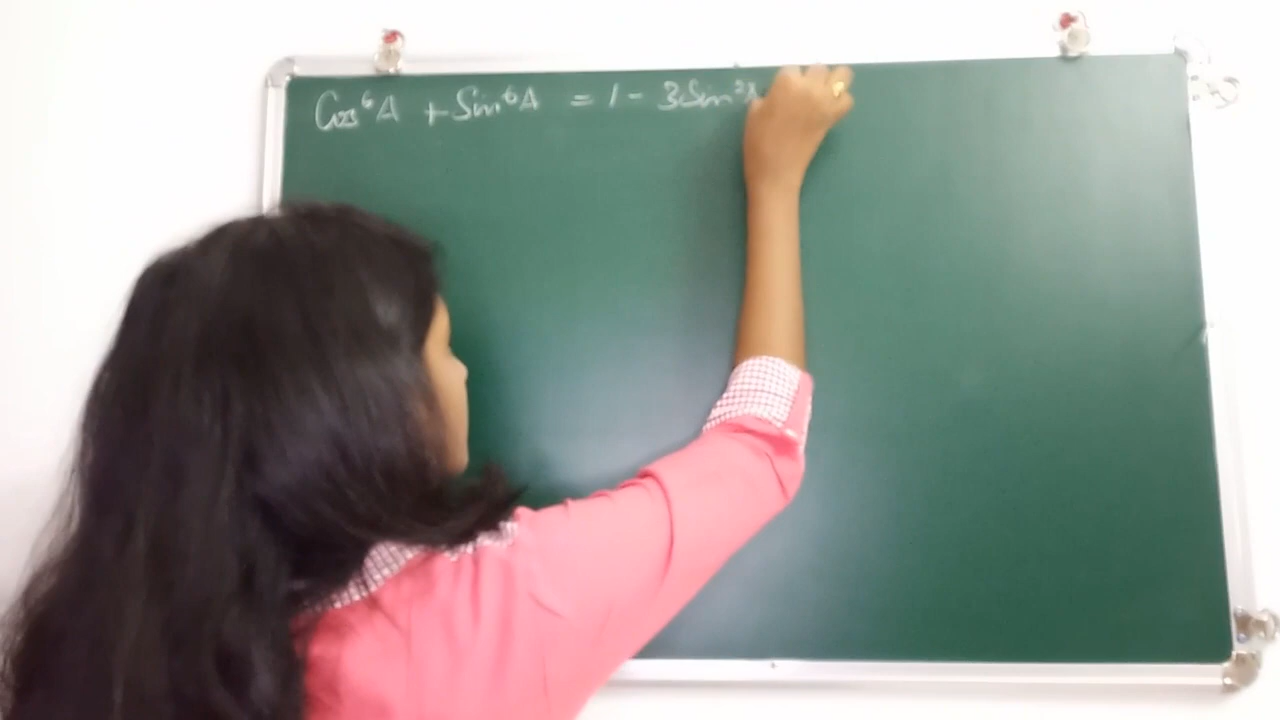 Cos⁶A + Sin⁶A = 1 - 3Sin²A